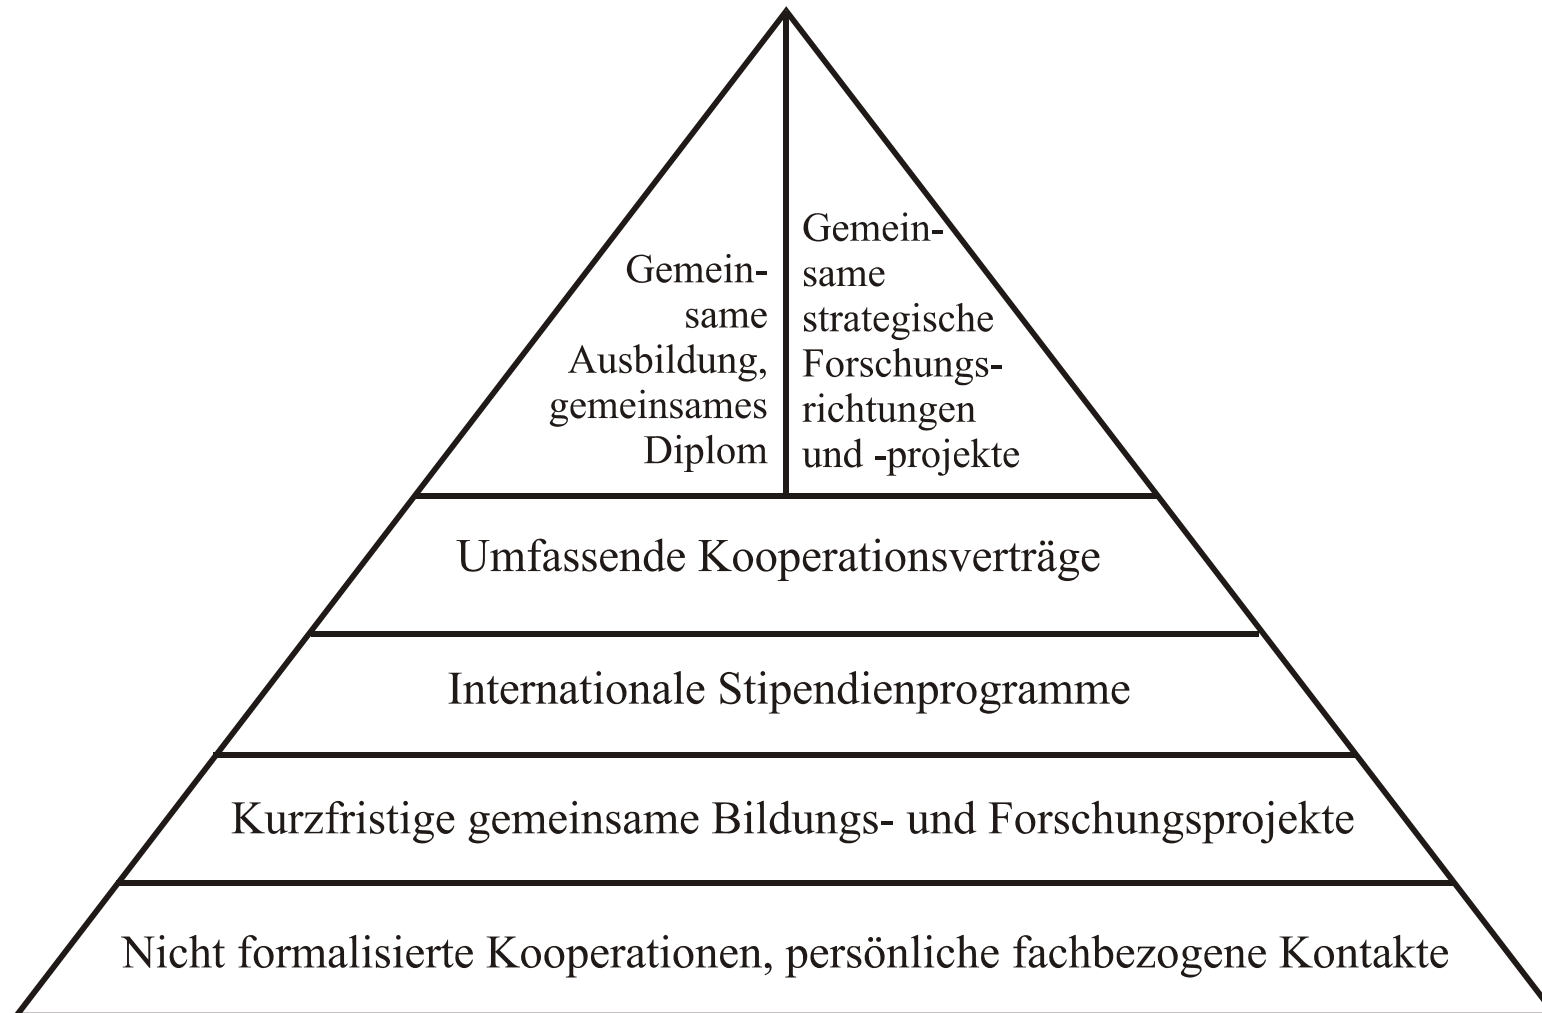 Gemein-
same
Ausbildung,
gemeinsames
Diplom
Gemein-
same
strategische
Forschungs-
richtungen
und -projekte
Umfassende Kooperationsverträge
Internationale Stipendienprogramme
Kurzfristige gemeinsame Bildungs- und Forschungsprojekte
Nicht formalisierte Kooperationen, persönliche fachbezogene Kontakte